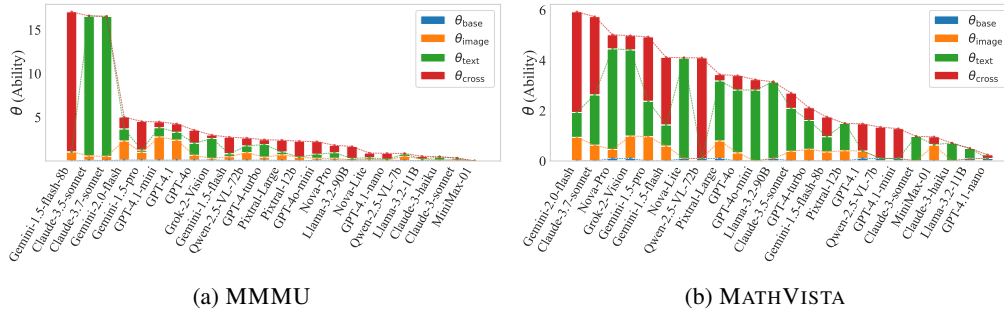 θ (Ability)
15
10
5
θbase
θimage
θtext
θcross
Gemini-1.5-flash-8b
Claude-3.5-sonnet
Claude-3.7-sonnet
Gemini-2.0-flash
Gemini-1.5-pro
GPT-4.1-mini
GPT-4.1
GPT-4o
Grok-2-Vision
Gemini-1.5-flash
Qwen-2.5-VL-72b
GPT-4-turbo
Pixtral-Large
Pixtral-12b
GPT-4o-mini
Nova-Pro
Llama-3.2-90B
Nova-Lite
GPT-4.1-nano
Qwen-2.5-VL-7b
Llama-3.2-11B
Claude-3-haiku
Claude-3-sonnet
MiniMax-01
(a) MMMU
θ (Ability)
6
4
2
0
θbase
θimage
θtext
θcross
Gemini-2.0-flash
Claude-3.7-sonnet
Nova-Pro
Grok-2-Vision
Gemini-1.5-pro
Gemini-1.5-flash
Nova-Lite
Qwen-2.5-VL-72b
Pixtral-Large
GPT-4o
GPT-4o-mini
Llama-3.2-90B
Claude-3.5-sonnet
GPT-4-turbo
Gemini-1.5-flash-8b
Pixtral-12b
GPT-4.1
Qwen-2.5-VL-7b
GPT-4.1-mini
Claude-3-sonnet
MiniMax-01
Claude-3-haiku
Llama-3.2-11B
GPT-4.1-nano
(b) MATHVISTA